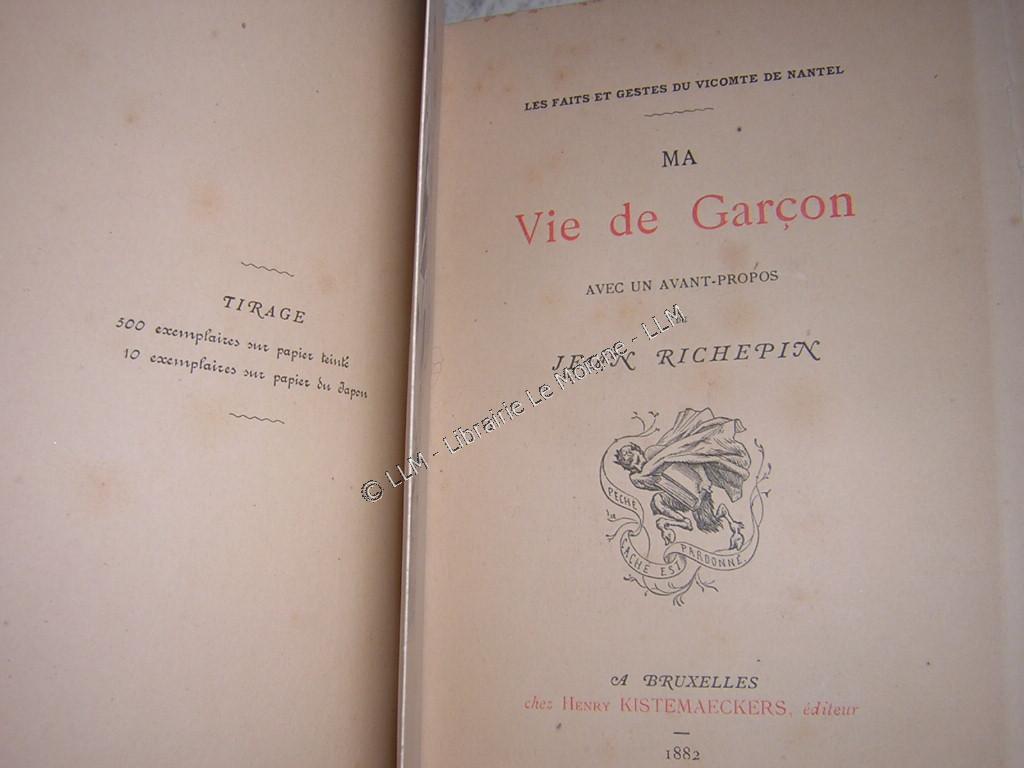 TIRAGE
500 exemplaires sur papier teinté
10 exemplaires sur papier du Japon
LES FAITS ET GESTES DU VICOMTE DE NANTEL
MA
Vie de Garçon
AVEC UN AVANT-PROPOS
JEAN RICHEPIN
PECHE
CACHÉ EST PARDONNÉ
A BRUXELLES
chez HENRY KISTEMAECKERS, éditeur
1882
© LLM - Librairie Le Moigne - LLM